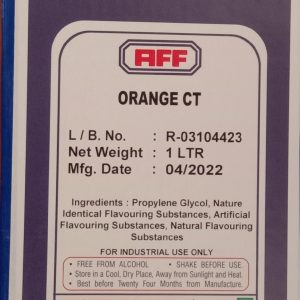 AFF
ORANGE CT
L / B. No. : R-03104423
Net Weight : 1 LTR
Mfg. Date : 04/2022
Ingredients : Propylene Glycol, Nature
Identical Flavouring Substances, Artificial
Flavouring Substances, Natural Flavouring
Substances
FOR INDUSTRIAL USE ONLY
• FREE FROM ALCOHOL • SHAKE BEFORE USE
• Store in a Cool, Dry Place, Away from Sunlight and Heat.
• Best before Twenty Four Months from Manufacture.